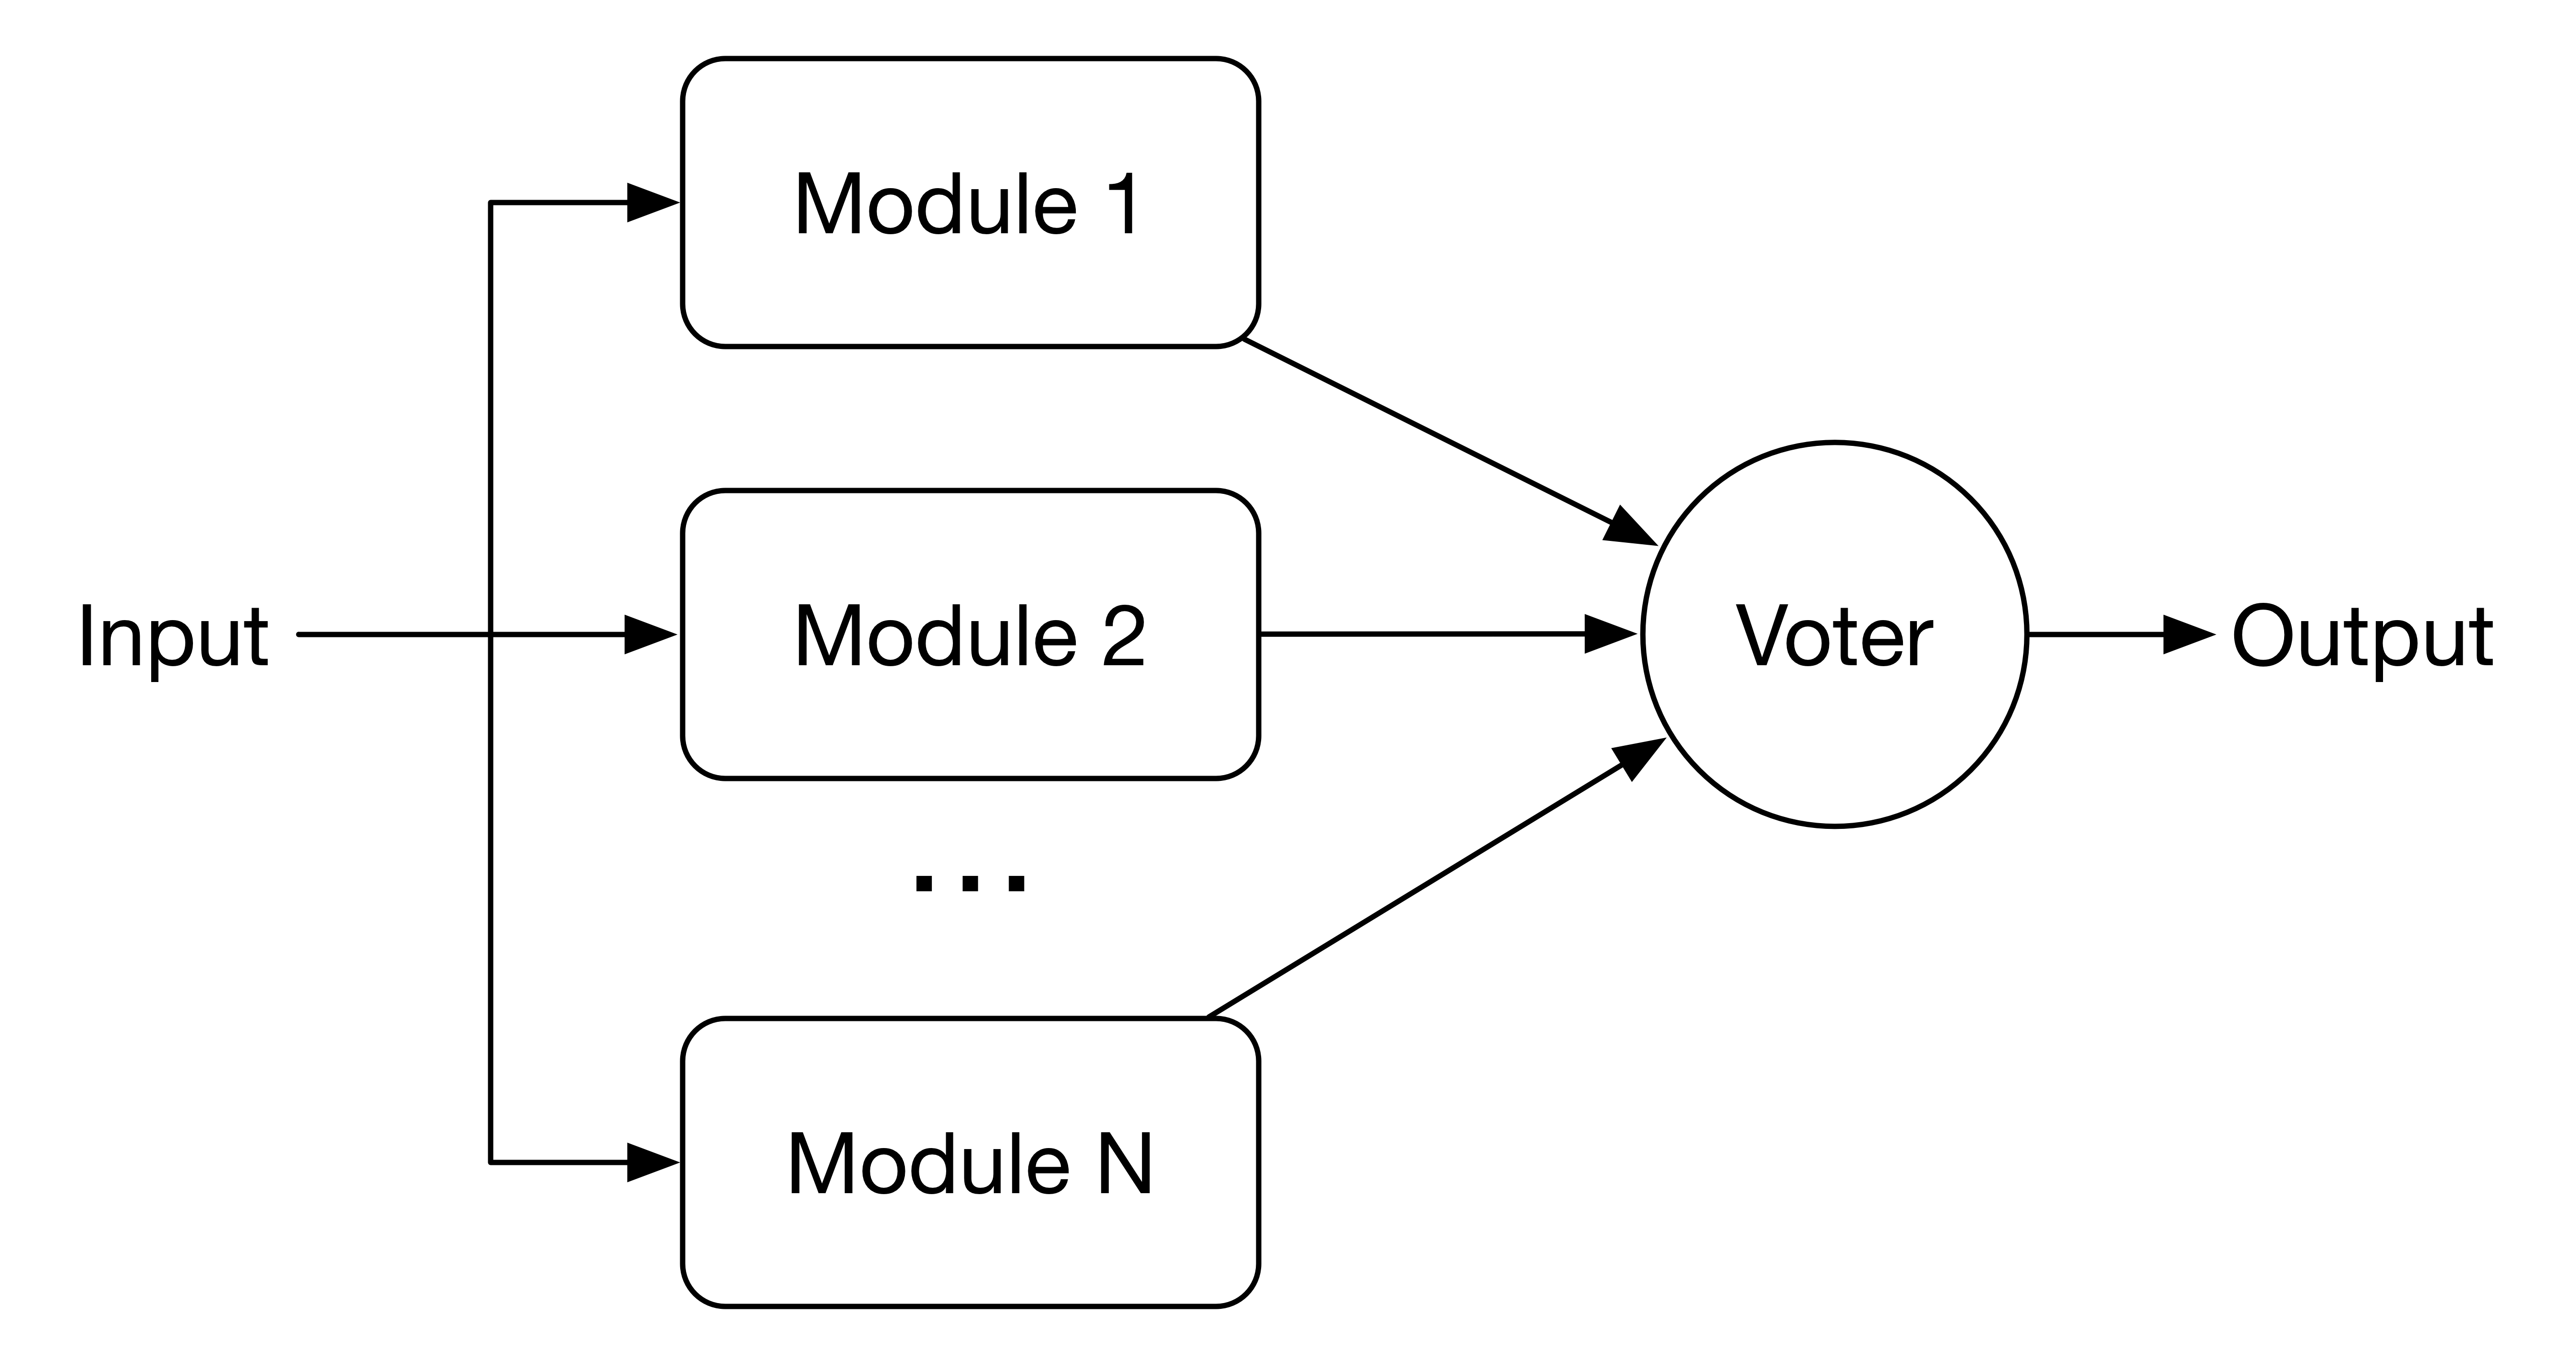 Module 1
Input
Module 2
Voter
Output
...
Module N